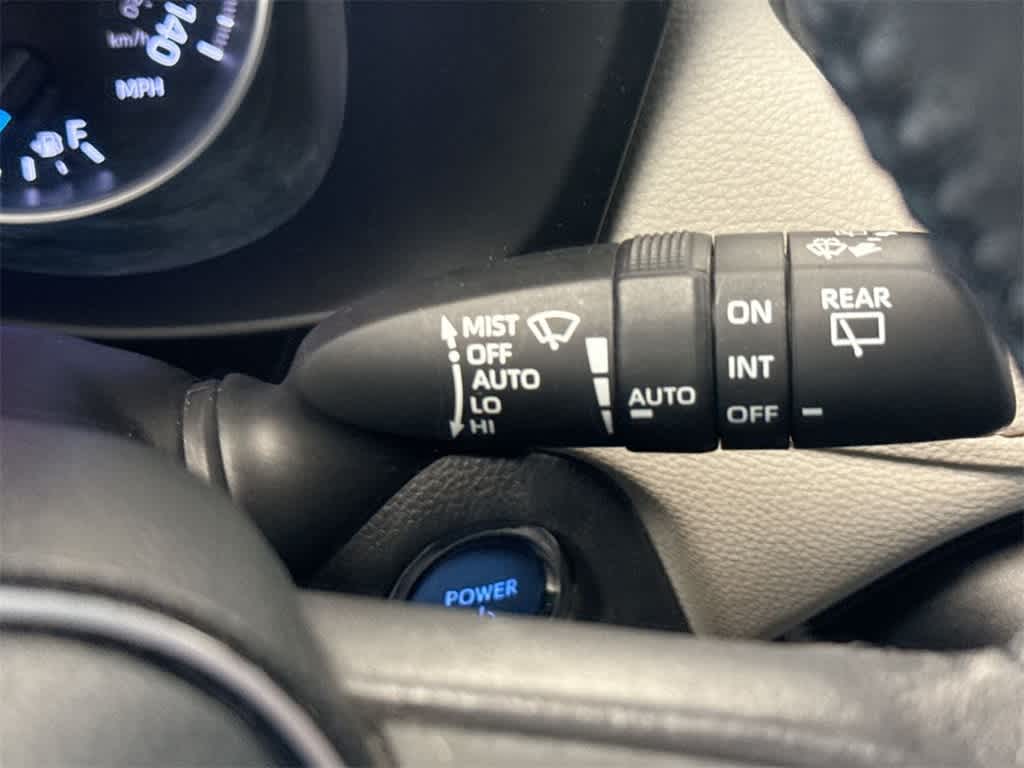 km/h
140
MPH
F
MIST
OFF
AUTO
LO
HI
AUTO
ON
INT
OFF
REAR
POWER